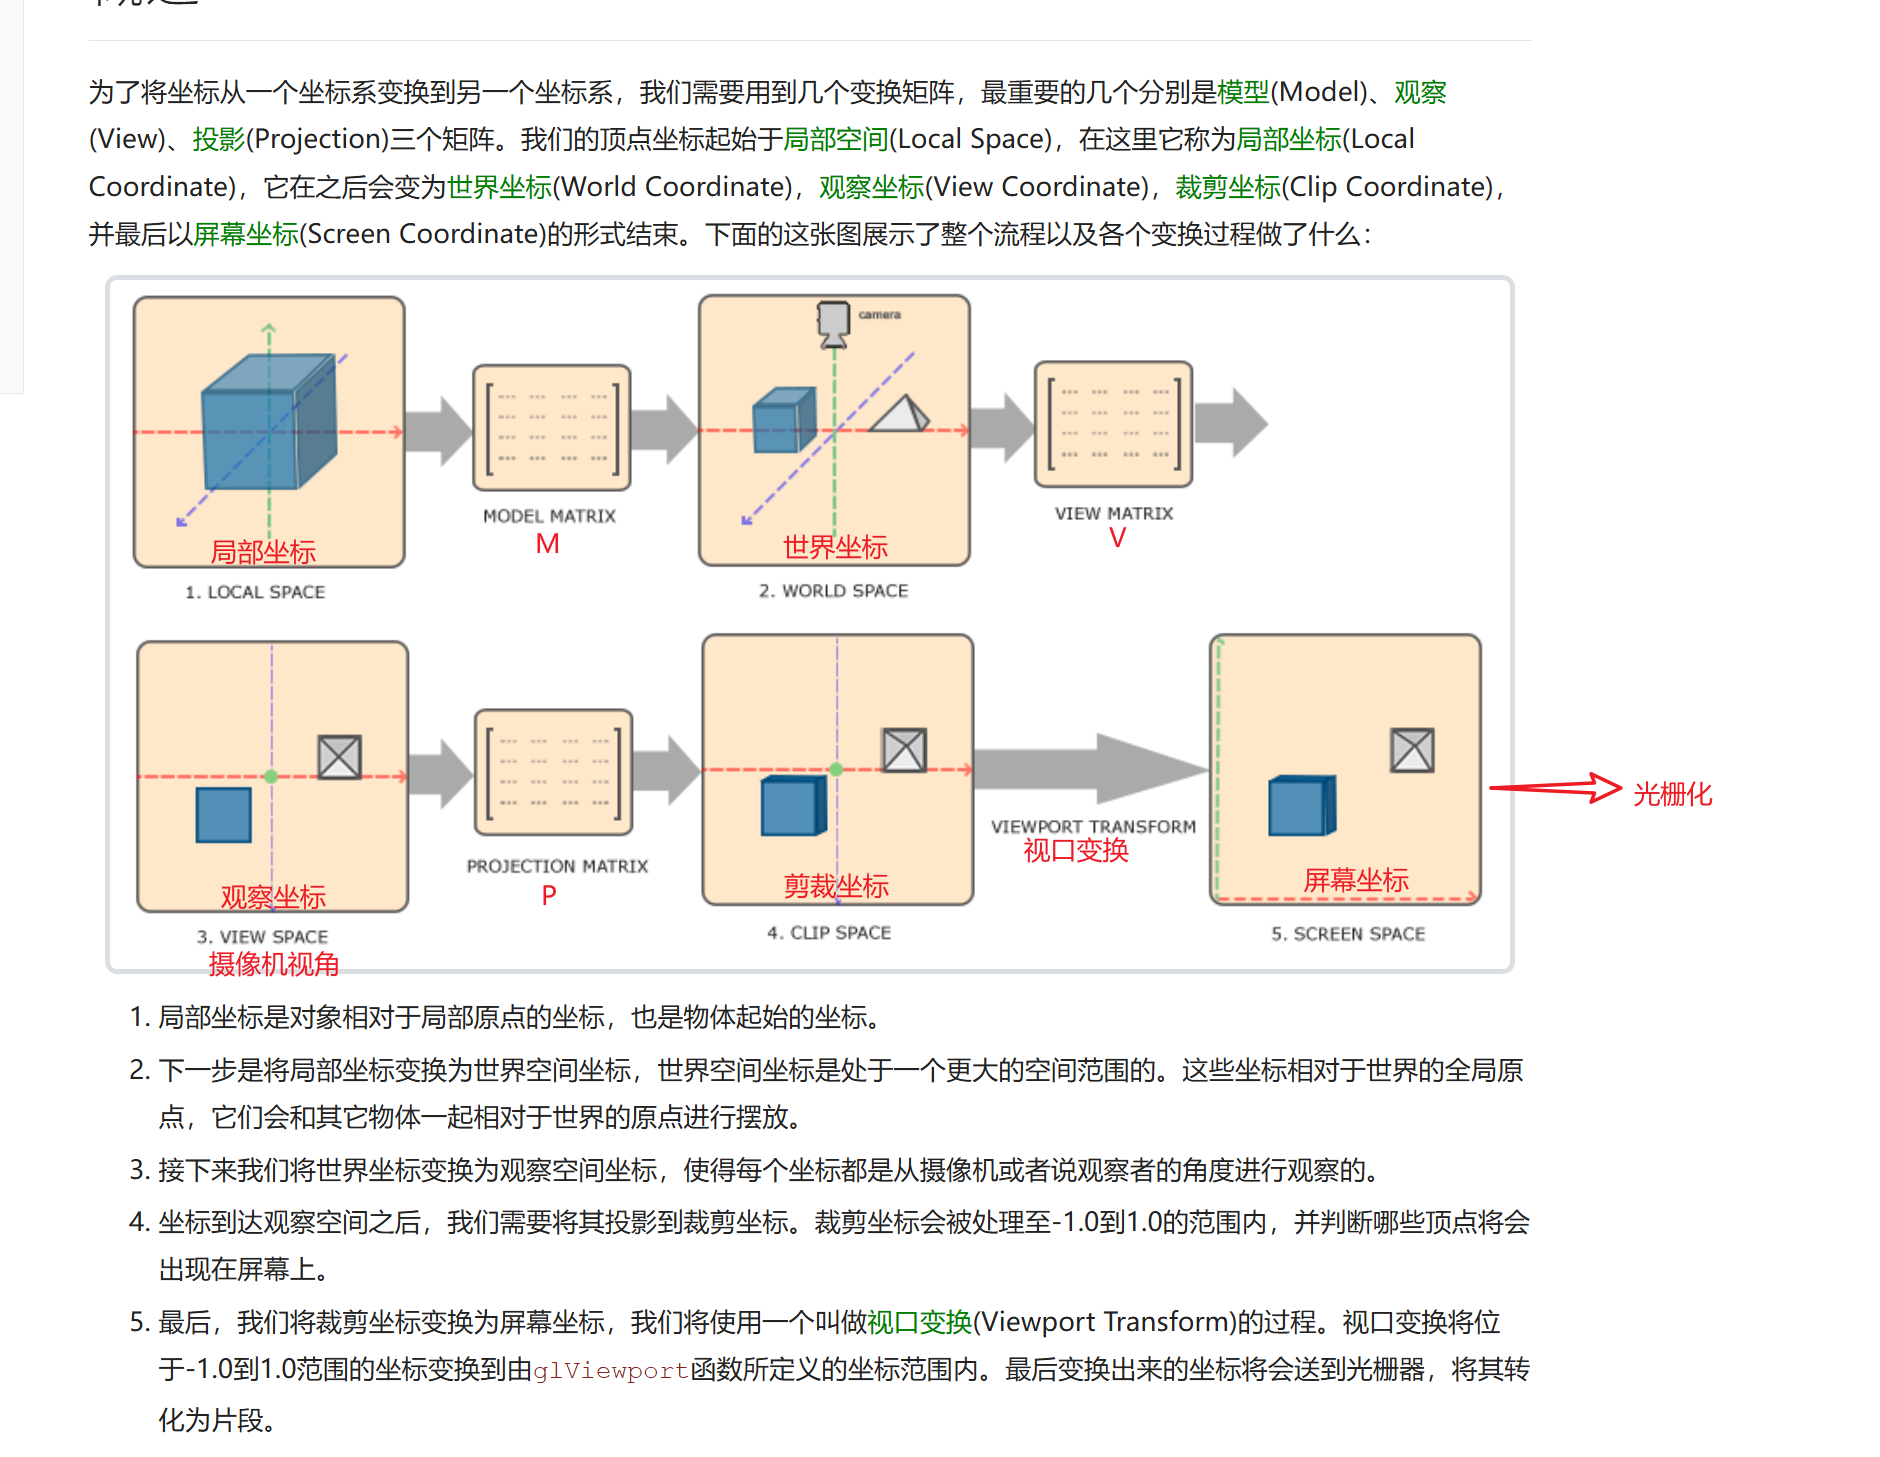 为了将坐标从一个坐标系变换到另一个坐标系，我们需要用到几个变换矩阵，最重要的几个分别是模型(Model)、观察
(View)、投影(Projection)三个矩阵。我们的顶点坐标起始于局部空间(Local Space)，在这里它称为局部坐标(Local
Coordinate)，它在之后会变为世界坐标(World Coordinate)，观察坐标(View Coordinate)，裁剪坐标(Clip Coordinate)，
并最后以屏幕坐标(Screen Coordinate)的形式结束。下面的这张图展示了整个流程以及各个变换过程做了什么：
camera
MODEL MATRIX
M
VIEW MATRIX
V
局部坐标
世界坐标
1. LOCAL SPACE
2. WORLD SPACE
光栅化
VIEWPORT TRANSFORM
视口变换
PROJECTION MATRIX
P
观察坐标
剪裁坐标
屏幕坐标
3. VIEW SPACE
4. CLIP SPACE
5. SCREEN SPACE
摄像机视角
1. 局部坐标是对象相对于局部原点的坐标，也是物体起始的坐标。
2. 下一步是将局部坐标变换为世界空间坐标，世界空间坐标是处于一个更大的空间范围的。这些坐标相对于世界的全局原
点，它们会和其它物体一起相对于世界的原点进行摆放。
3. 接下来我们将世界坐标变换为观察空间坐标，使得每个坐标都是从摄像机或者说观察者的角度进行观察的。
4. 坐标到达观察空间之后，我们需要将其投影到裁剪坐标。裁剪坐标会被处理至-1.0到1.0的范围内，并判断哪些顶点将会
出现在屏幕上。
5. 最后，我们将裁剪坐标变换为屏幕坐标，我们将使用一个叫做视口变换(Viewport Transform)的过程。视口变换将位
于-1.0到1.0范围的坐标变换到由glViewport函数所定义的坐标范围内。最后变换出来的坐标将会送到光栅器，将其转
化为片段。